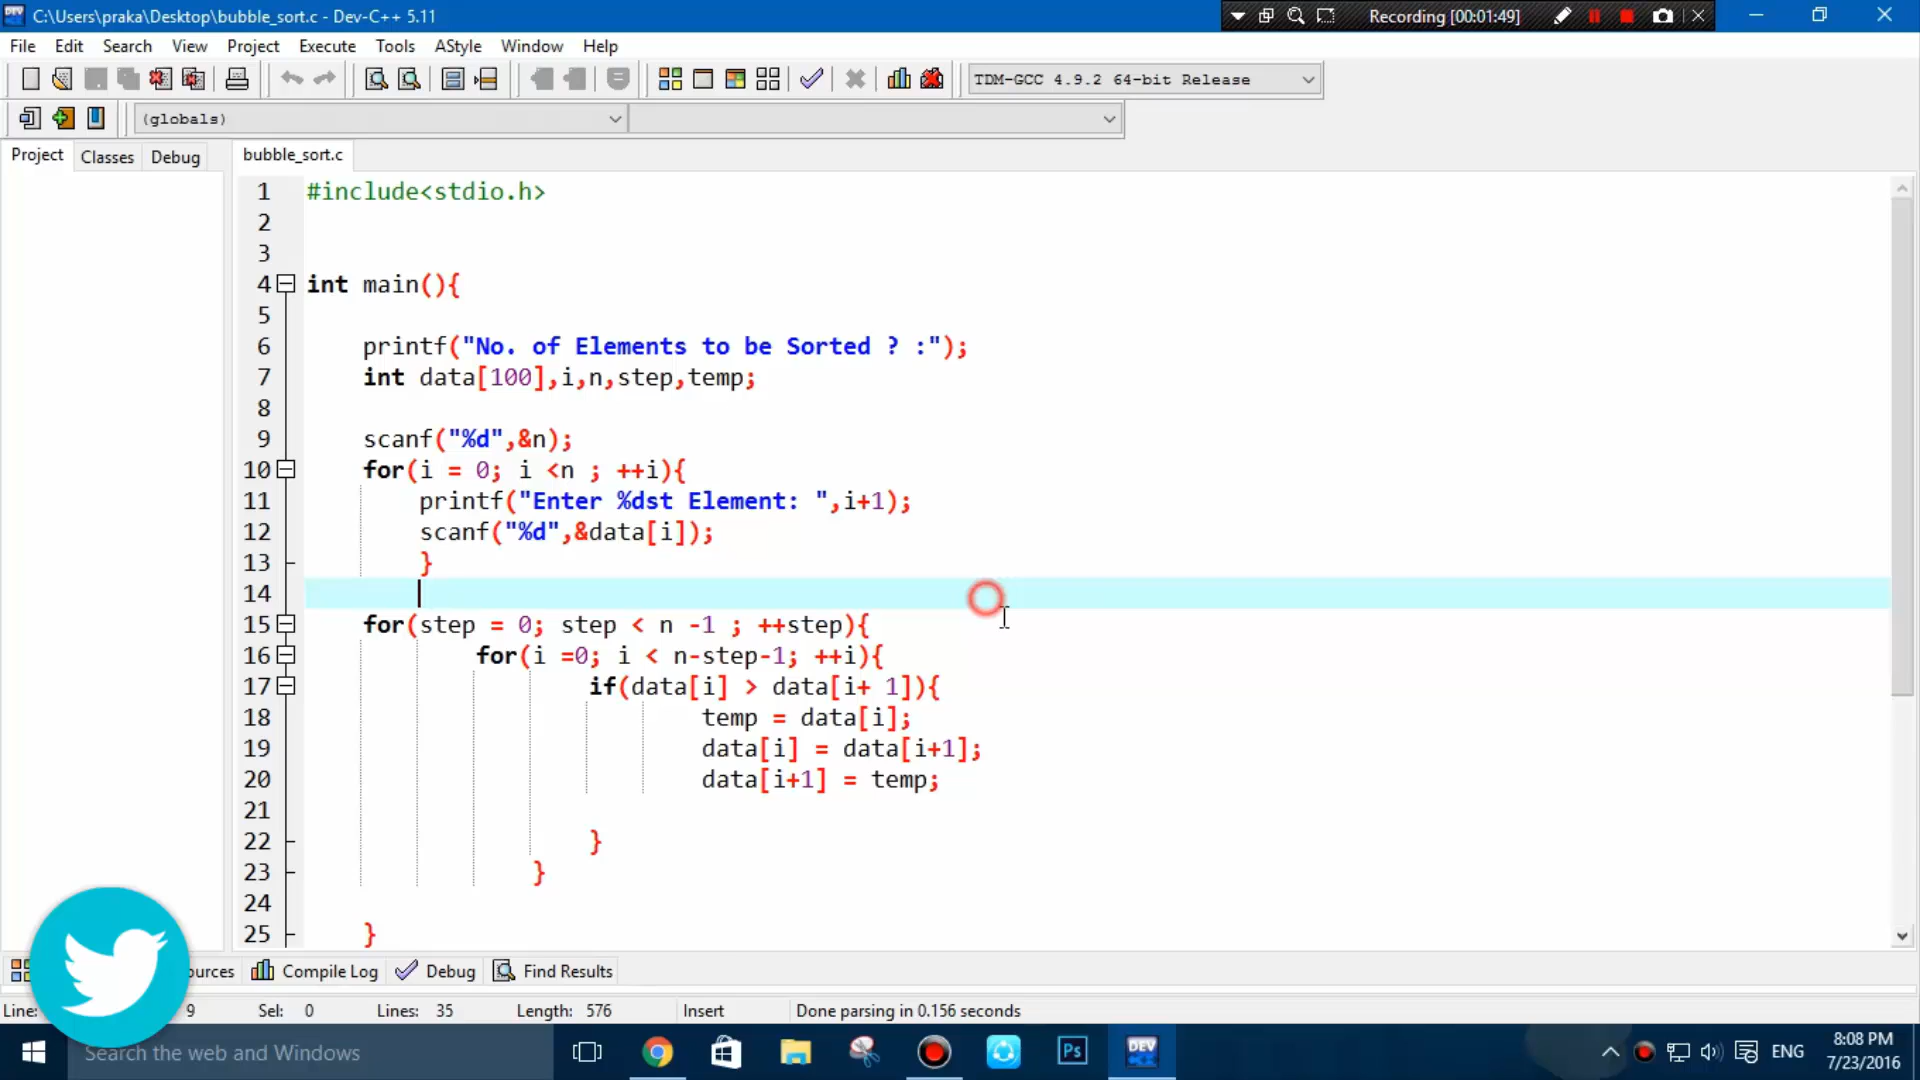 C:\Users\praka\Desktop\bubble_sort.c - Dev-C++ 5.11
Recording [00:01:49]
File Edit Search View Project Execute Tools AStyle Window Help
TDM-GCC 4.9.2 64-bit Release
(globals)
Project Classes Debug bubble_sort.c
1 #include<stdio.h>
2
3
4 int main(){
5
6 printf("No. of Elements to be Sorted ? :");
7 int data[100],i,n,step,temp;
8
9 scanf("%d",&n);
10 for(i = 0; i <n ; ++i){
11 printf("Enter %dst Element: ",i+1);
12 scanf("%d",&data[i]);
13 }
14
15 for(step = 0; step < n -1 ; ++step){
16 for(i =0; i < n-step-1; ++i){
17 if(data[i] > data[i+ 1]){
18 temp = data[i];
19 data[i] = data[i+1];
20 data[i+1] = temp;
21
22 }
23 }
24
25 }
ources Compile Log Debug Find Results
Line: 9 Sel: 0 Lines: 35 Length: 576 Insert Done parsing in 0.156 seconds
Search the web and Windows
Ps
DEV
ENG
8:08 PM
7/23/2016